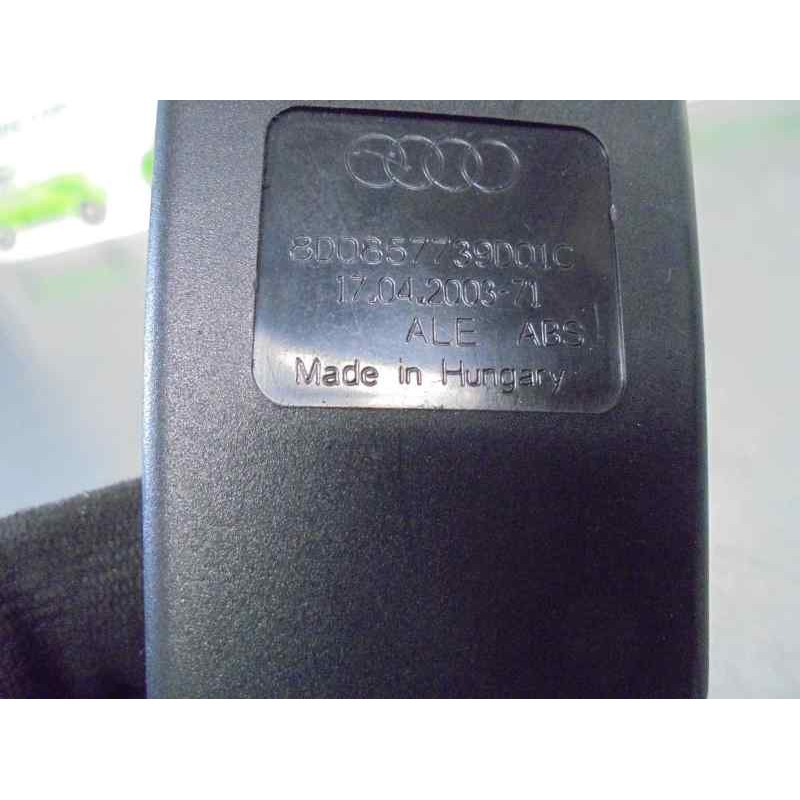 8D0857739D01C
17.04.2003-71
ALE ABS
Made in Hungary